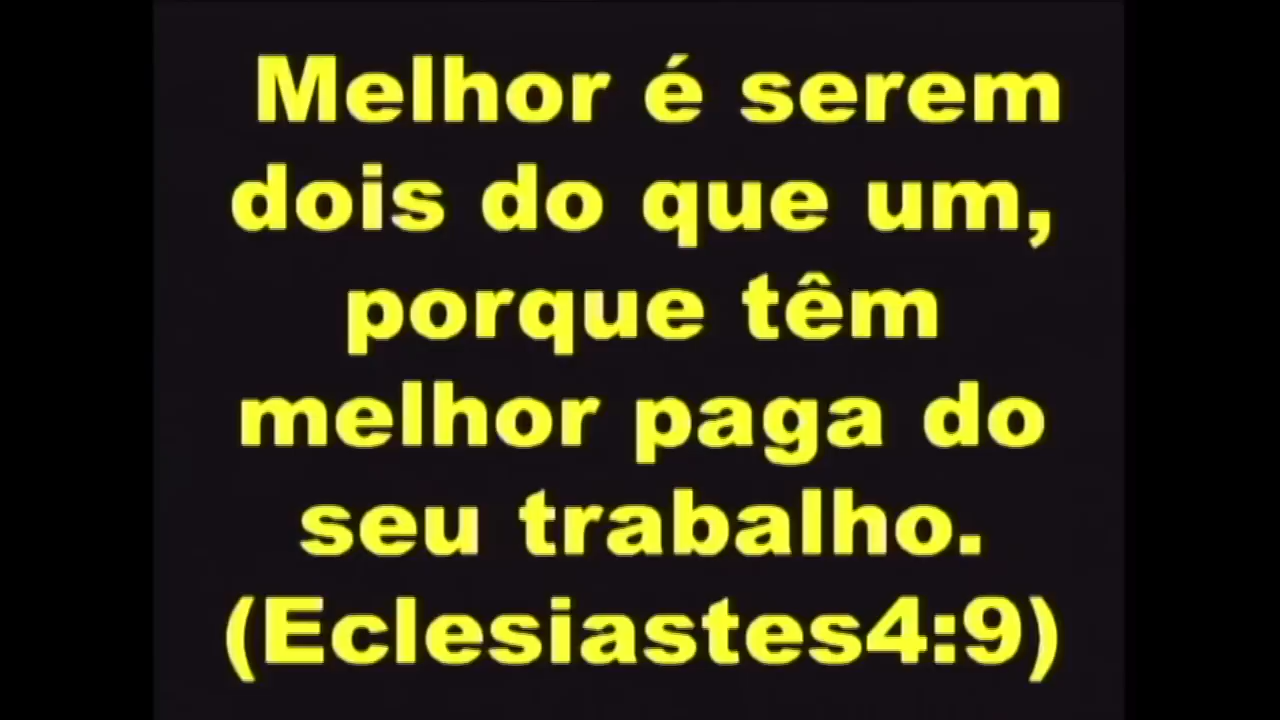 Melhor é serem
dois do que um,
porque têm
melhor paga do
seu trabalho.
(Eclesiastes4:9)